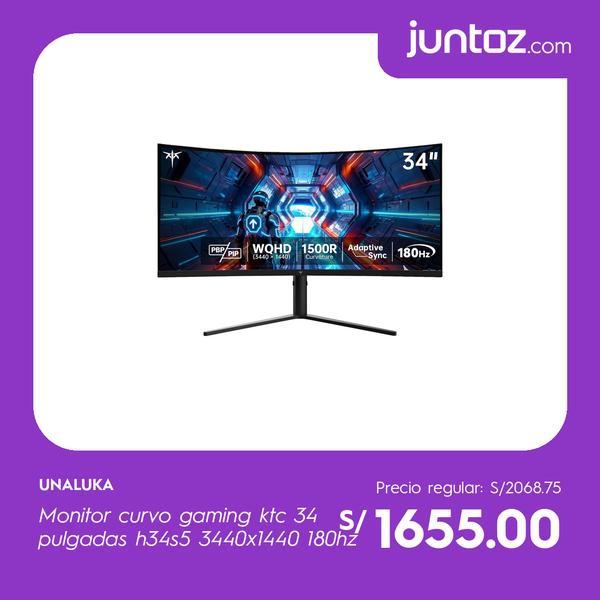 juntoz.com
34"
PBP/PIP
WQHD
(3440 × 1440)
1500R
Curvature
Adaptive
Sync
180Hz
UNALUKA
Monitor curvo gaming ktc 34
pulgadas h34s5 3440x1440 180hz
Precio regular: S/2068.75
S/ 1655.00